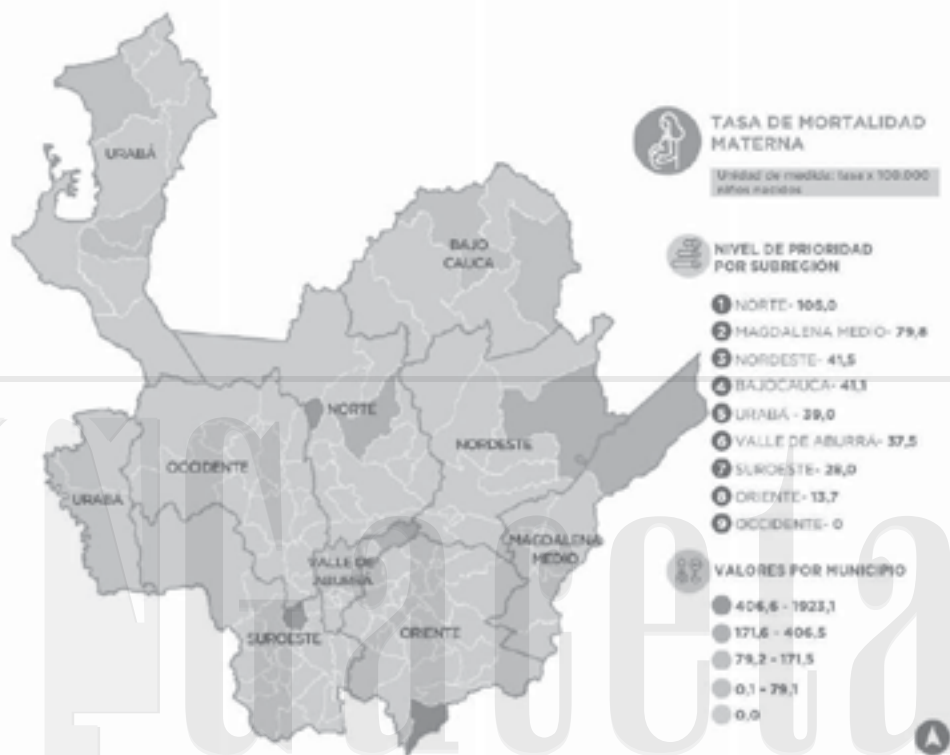 TASA DE MORTALIDAD
MATERNA
Unidad de medida: tasa x 100.000
niños nacidos
NIVEL DE PRIORIDAD
POR SUBREGIÓN
1 NORTE- 105,0
2 MAGDALENA MEDIO- 79,8
3 NORDESTE- 41,5
4 BAJOCAUCA- 41,1
5 URABÁ - 39,0
6 VALLE DE ABURRÁ- 37,5
7 SUROESTE- 28,0
8 ORIENTE- 13,7
9 OCCIDENTE- 0
VALORES POR MUNICIPIO
406,6 - 1923,1
171,6 - 406,5
79,2 - 171,5
0,1 - 79,1
0,0
URABÁ
BAJO
CAUCA
NORTE
NORDESTE
OCCIDENTE
URABA
MAGDALENA
MEDIO
VALLE DE
ABURRÁ
SUROESTE
ORIENTE
Gaceta